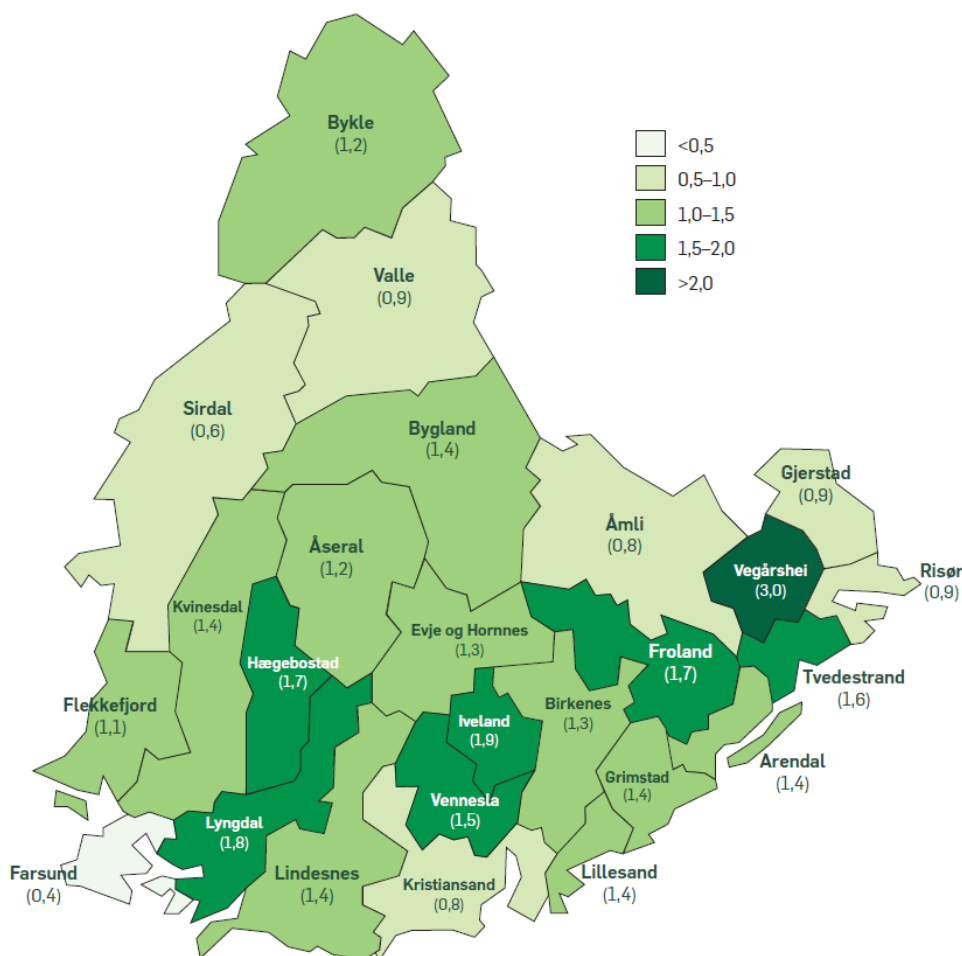 Bykle
(1,2)
<0,5
0,5–1,0
1,0–1,5
1,5–2,0
>2,0
Valle
(0,9)
Sirdal
(0,6)
Bygland
(1,4)
Gjerstad
(0,9)
Åmli
(0,8)
Åseral
(1,2)
Vegårshei
(3,0)
Risør
(0,9)
Kvinesdal
(1,4)
Evje og Hornnes
(1,3)
Hægebostad
(1,7)
Froland
(1,7)
Tvedestrand
(1,6)
Flekkefjord
(1,1)
Birkenes
(1,3)
Iveland
(1,9)
Arendal
(1,4)
Grimstad
(1,4)
Vennesla
(1,5)
Lyngdal
(1,8)
Farsund
(0,4)
Lindesnes
(1,4)
Kristiansand
(0,8)
Lillesand
(1,4)